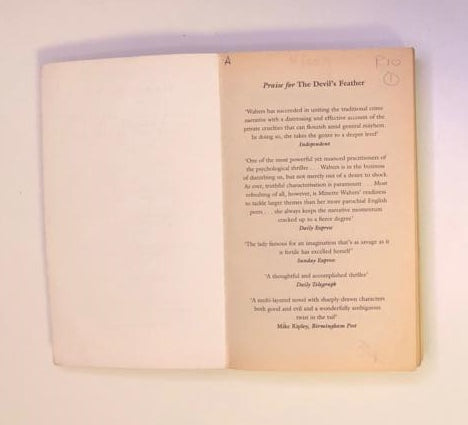 A
P10
1
Praise for The Devil's Feather
'Walters has succeeded in uniting the traditional crime
narrative with a distressing and effective account of the
private cruelties that can flourish amid general mayhem.
In doing so, she takes the genre to a deeper level'
Independent
'One of the most powerful yet nuanced practitioners of
the psychological thriller . . . Walters is in the business
of disturbing us, but not merely out of a desire to shock.
As ever, truthful characterisation is paramount . . . Most
refreshing of all, however, is Minette Walters' readiness
to tackle larger themes than her more parochial English
peers . . . she always keeps the narrative momentum
cracked up to a fierce degree'
Daily Express
'The lady famous for an imagination that's as savage as it
is fertile has excelled herself'
Sunday Express
'A thoughtful and accomplished thriller'
Daily Telegraph
'A multi-layered novel with sharply-drawn characters
both good and evil and a wonderfully ambiguous
twist in the tail'
Mike Ripley, Birmingham Post